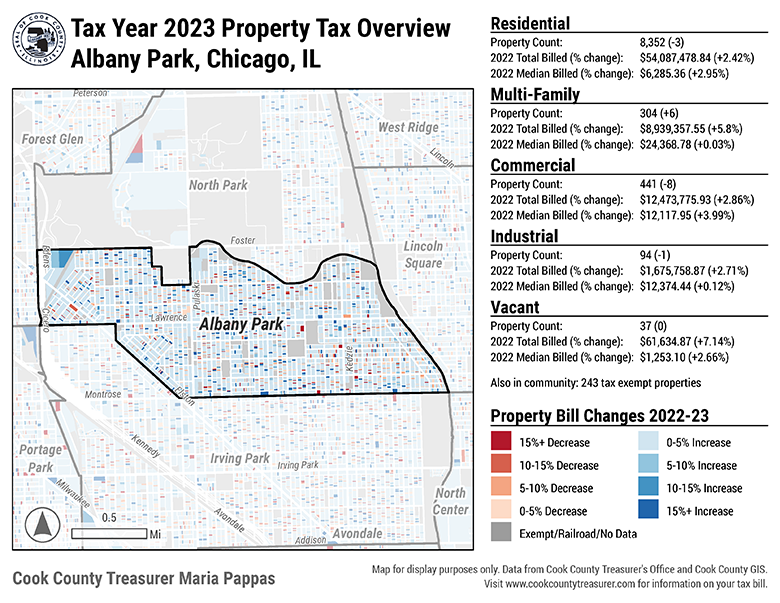 SEAL OF COOK COUNTY
ILLINOIS
Tax Year 2023 Property Tax Overview
Albany Park, Chicago, IL
Peterson
Forest Glen
West Ridge
Lincoln
North Park
Foster
Lincoln
Square
Edens
Cicero
Pulaski
Lawrence
Albany Park
Kedzie
Montrose
Elston
Kennedy
Portage
Park
Irving Park
Irving Park
Milwaukee
North
Center
Avondale
Avondale
Addison
0.5
Mi
Cook County Treasurer Maria Pappas
Residential
Property Count: 8,352 (-3)
2022 Total Billed (% change): $54,087,478.84 (+2.42%)
2022 Median Billed (% change): $6,285.36 (+2.95%)
Multi-Family
Property Count: 304 (+6)
2022 Total Billed (% change): $8,939,357.55 (+5.8%)
2022 Median Billed (% change): $24,368.78 (+0.03%)
Commercial
Property Count: 441 (-8)
2022 Total Billed (% change): $12,473,775.93 (+2.86%)
2022 Median Billed (% change): $12,117.95 (+3.99%)
Industrial
Property Count: 94 (-1)
2022 Total Billed (% change): $1,675,758.87 (+2.71%)
2022 Median Billed (% change): $12,374.44 (+0.12%)
Vacant
Property Count: 37 (0)
2022 Total Billed (% change): $61,634.87 (+7.14%)
2022 Median Billed (% change): $1,253.10 (+2.66%)
Also in community: 243 tax exempt properties
Property Bill Changes 2022-23
15%+ Decrease
10-15% Decrease
5-10% Decrease
0-5% Decrease
0-5% Increase
5-10% Increase
10-15% Increase
15%+ Increase
Exempt/Railroad/No Data
Map for display purposes only. Data from Cook County Treasurer's Office and Cook County GIS.
Visit www.cookcountytreasurer.com for information on your tax bill.